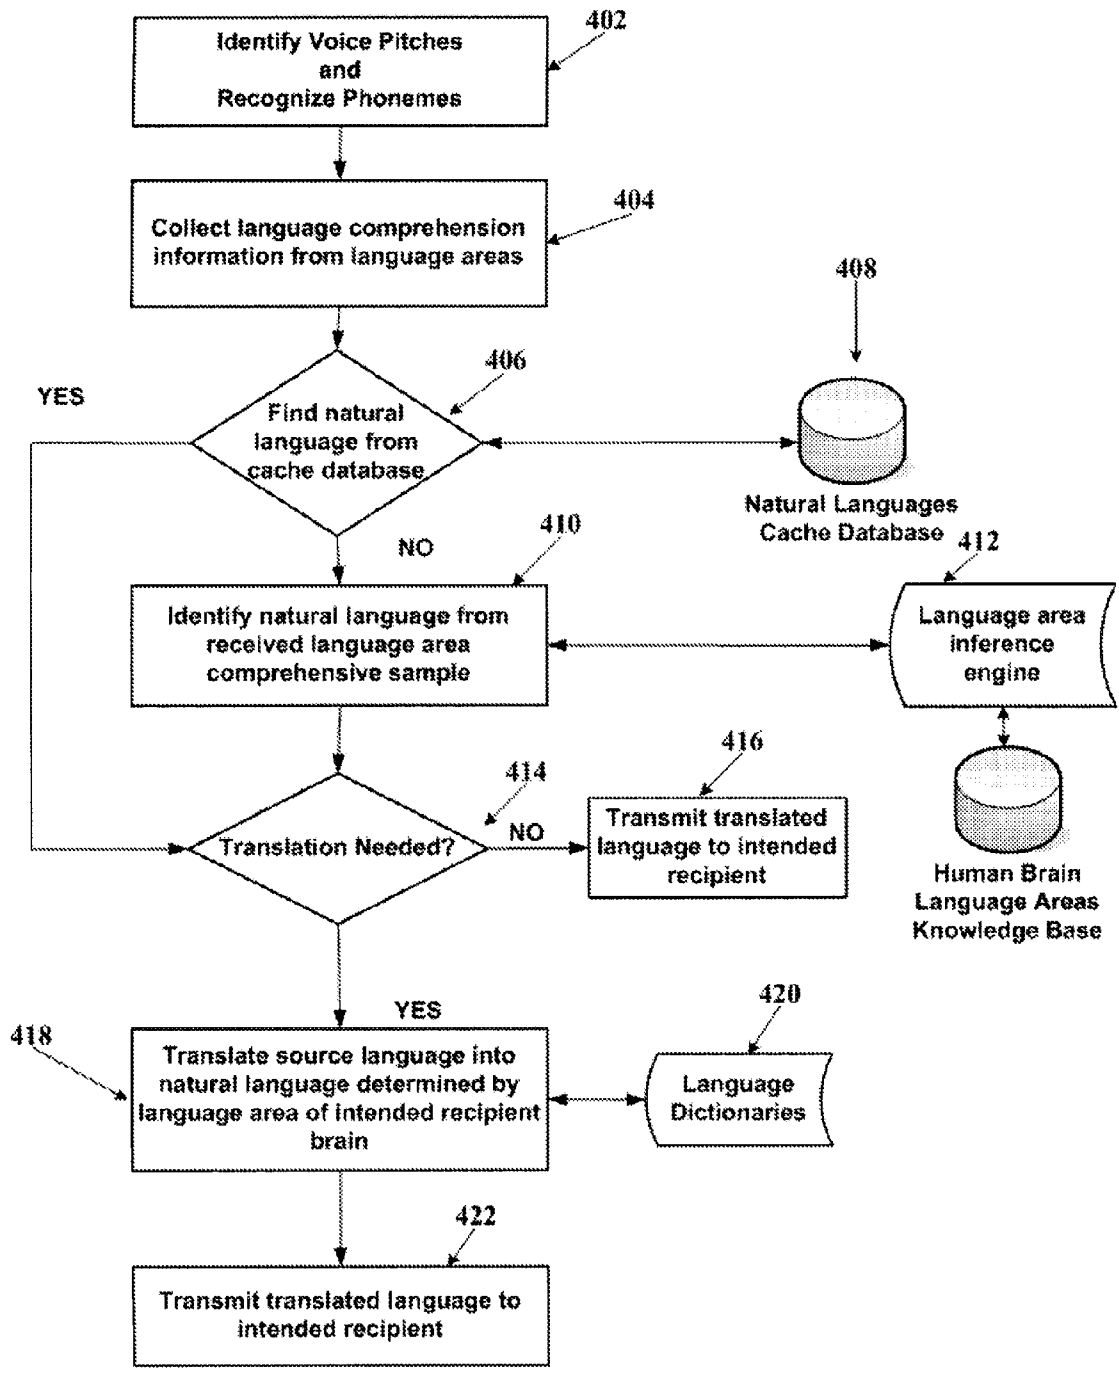 402
Identify Voice Pitches
and
Recognize Phonemes
404
Collect language comprehension
information from language areas
408
406
YES
Find natural
language from
cache database
Natural Languages
Cache Database
410
NO
412
Identify natural language from
received language area
comprehensive sample
Language area
inference
engine
416
414
Translation Needed?
NO
Transmit translated
language to intended
recipient
Human Brain
Language Areas
Knowledge Base
YES
420
418
Translate source language into
natural language determined by
language area of intended recipient
brain
Language
Dictionaries
422
Transmit translated language to
intended recipient